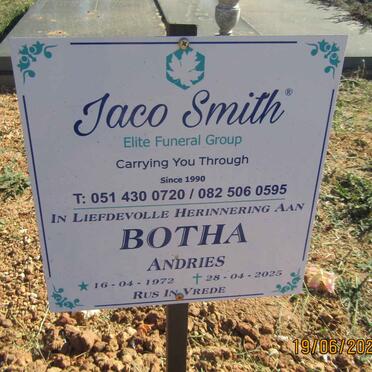 Jaco Smith®
Elite Funeral Group
Carrying You Through
Since 1990
T: 051 430 0720 / 082 506 0595
In Liefdevolle Herinnering Aan
BOTHA
Andries
* 16 - 04 - 1972 † 28 - 04 - 2025
Rus In Vrede
19/06/202